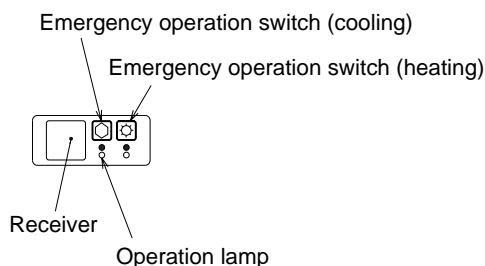 Emergency operation switch (cooling)
Emergency operation switch (heating)
Receiver
Operation lamp